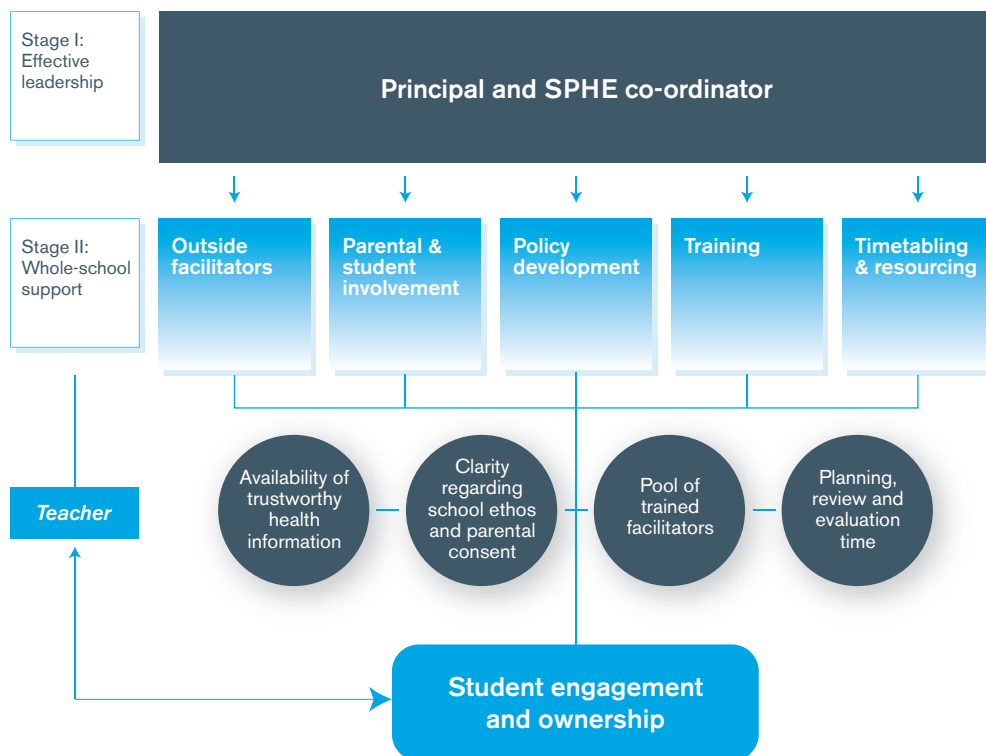 Stage I:
Effective
leadership
Principal and SPHE co-ordinator
Stage II:
Whole-school
support
Outside
facilitators
Parental &
student
involvement
Policy
development
Training
Timetabling
& resourcing
Teacher
Availability of
trustworthy
health
information
Clarity
regarding
school ethos
and parental
consent
Pool of
trained
facilitators
Planning,
review and
evaluation
time
Student engagement
and ownership